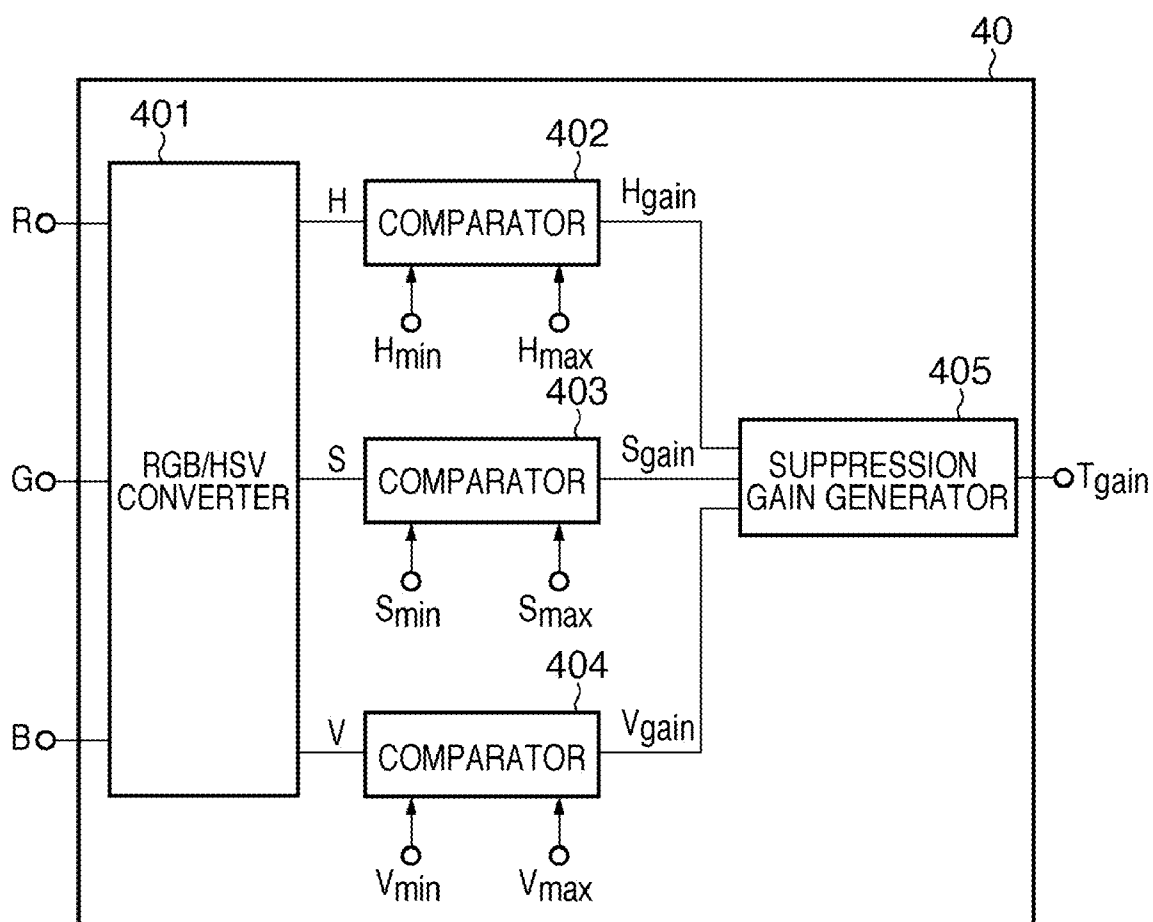 40
401
402
R
H
COMPARATOR
Hgain
Hmin
Hmax
403
405
G
RGB/HSV
CONVERTER
S
COMPARATOR
Sgain
SUPPRESSION
GAIN GENERATOR
Tgain
Smin
Smax
404
B
V
COMPARATOR
Vgain
Vmin
Vmax